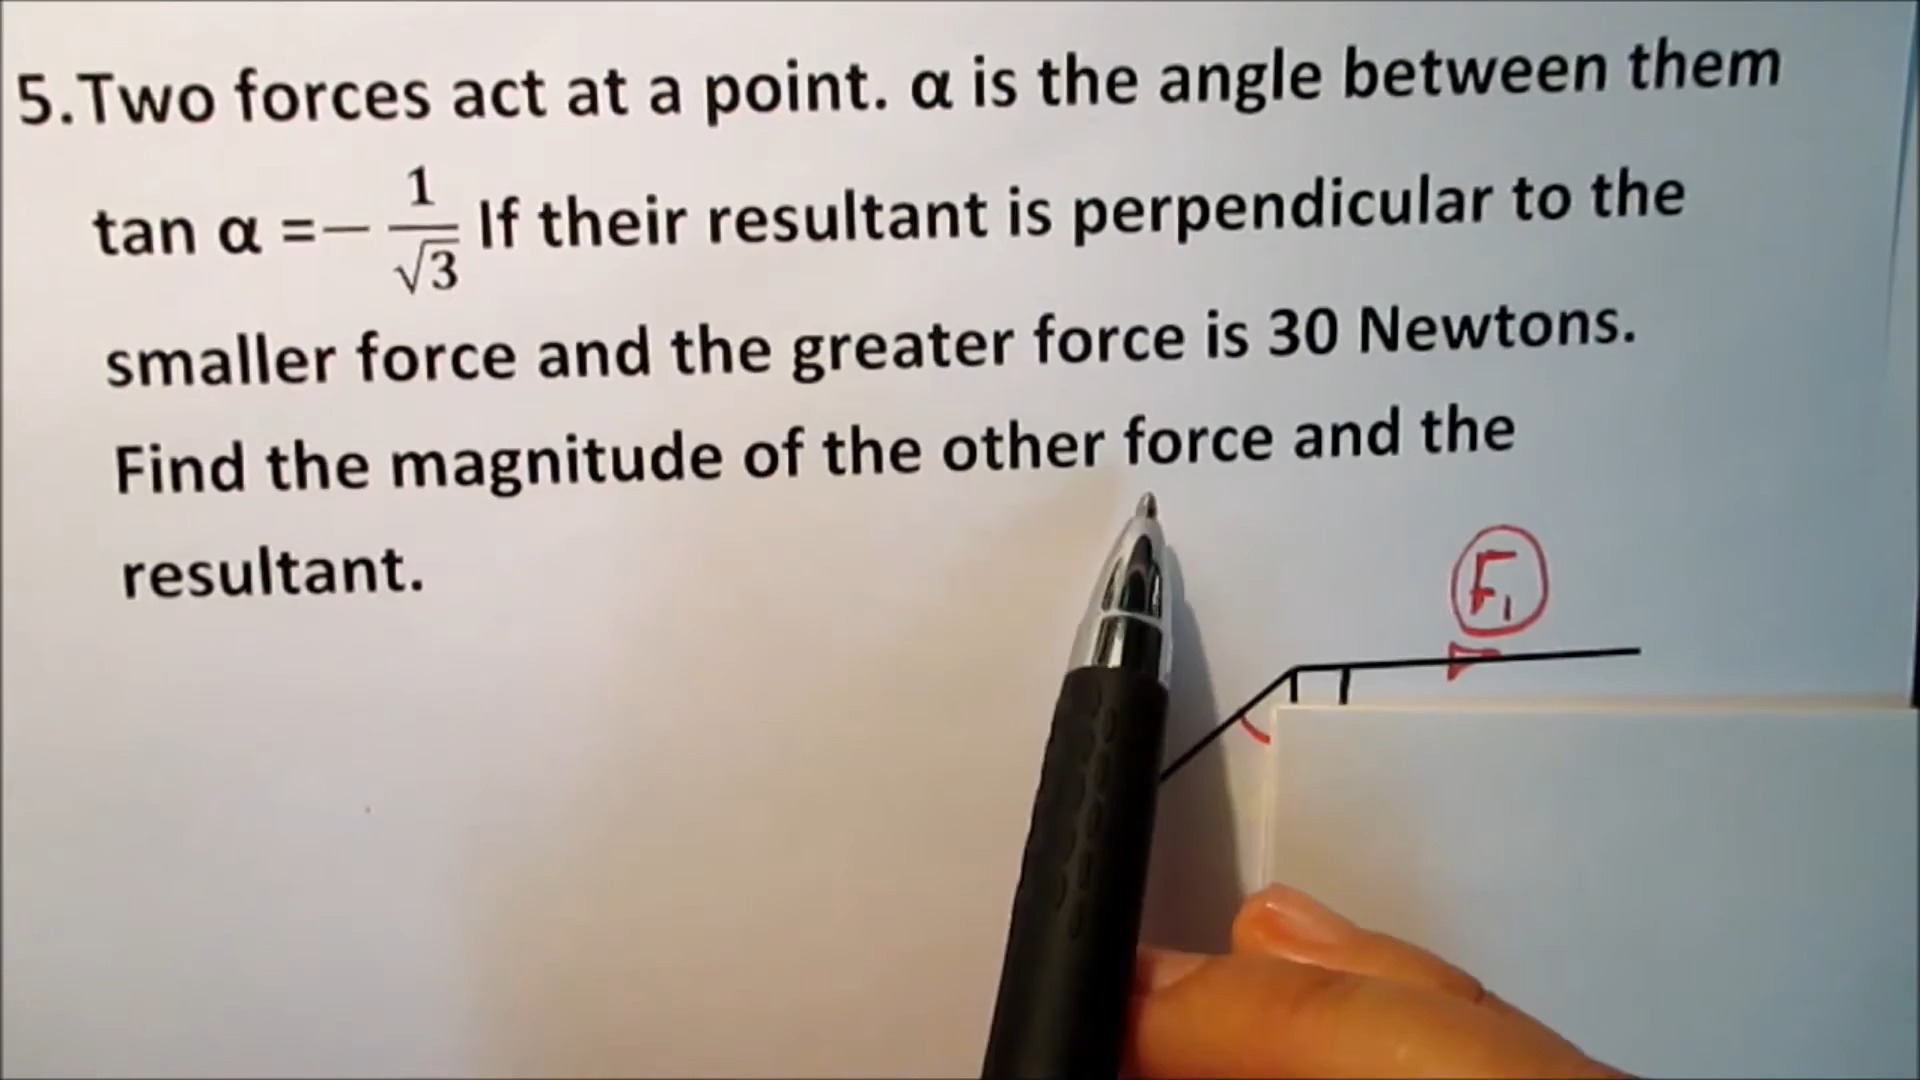 5.Two forces act at a point. α is the angle between them
tan α =− 1/√3 If their resultant is perpendicular to the
smaller force and the greater force is 30 Newtons.
Find the magnitude of the other force and the
resultant.
F₁